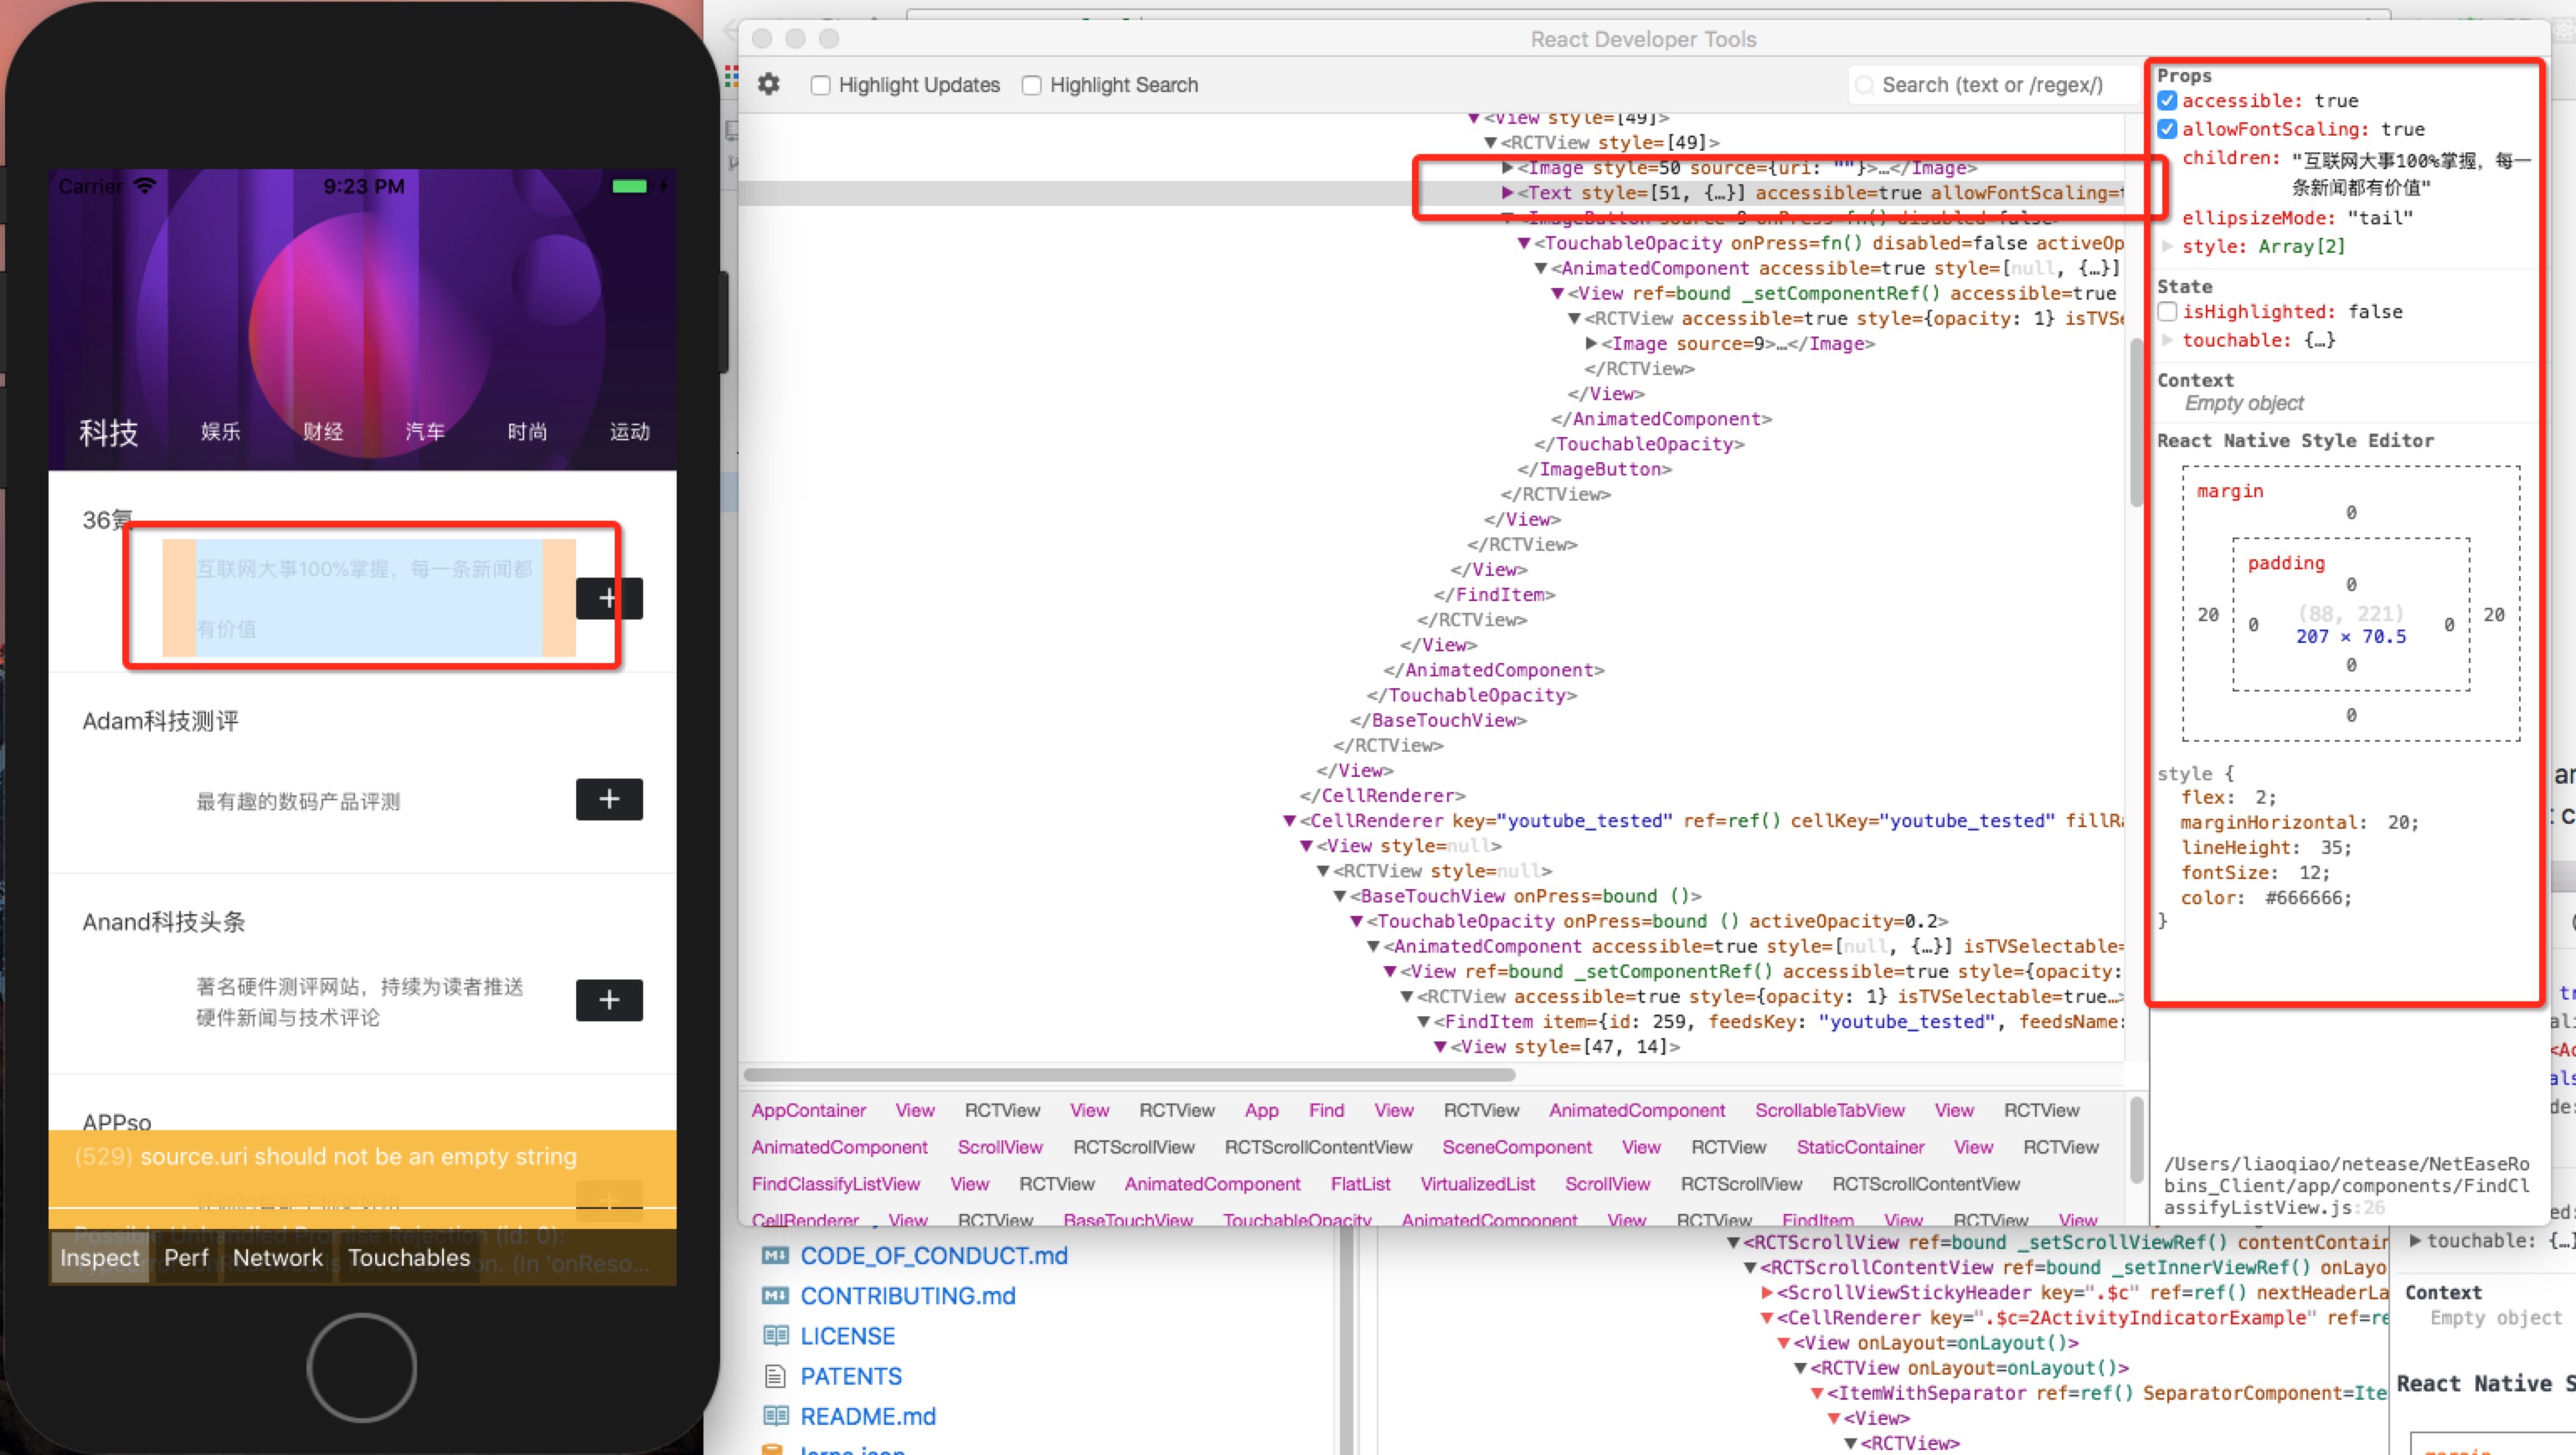 Carrier
9:23 PM
科技 娱乐 财经 汽车 时尚 运动
36氪
互联网大事100%掌握，每一条新闻都
有价值
+
Adam科技测评
最有趣的数码产品评测
+
Anand科技头条
著名硬件测评网站，持续为读者推送
硬件新闻与技术评论
+
APPso
(529) source.uri should not be an empty string
Possible Unhandled Promise Rejection (id: 0):
Inspect Perf Network Touchables
React Developer Tools
Highlight Updates Highlight Search Search (text or /regex/)
▼<View style=[49]>
▼<RCTView style=[49]>
▶<Image style=50 source={uri: ""}>…</Image>
▶<Text style=[51, {…}] accessible=true allowFontScaling=t
<ImageButton source=9 onPress=fn() disabled=false>
▼<TouchableOpacity onPress=fn() disabled=false activeOp
▼<AnimatedComponent accessible=true style=[null, {…}]
▼<View ref=bound _setComponentRef() accessible=true
▼<RCTView accessible=true style={opacity: 1} isTVSe
▶<Image source=9>…</Image>
</RCTView>
</View>
</AnimatedComponent>
</TouchableOpacity>
</ImageButton>
</RCTView>
</View>
</RCTView>
</View>
</FindItem>
</RCTView>
</View>
</AnimatedComponent>
</TouchableOpacity>
</BaseTouchView>
</RCTView>
</View>
</CellRenderer>
▼<CellRenderer key="youtube_tested" ref=ref() cellKey="youtube_tested" fillRa
▼<View style=null>
▼<RCTView style=null>
▼<BaseTouchView onPress=bound ()>
▼<TouchableOpacity onPress=bound () activeOpacity=0.2>
▼<AnimatedComponent accessible=true style=[null, {…}] isTVSelectable=
▼<View ref=bound _setComponentRef() accessible=true style={opacity:
▼<RCTView accessible=true style={opacity: 1} isTVSelectable=true…>
▼<FindItem item={id: 259, feedsKey: "youtube_tested", feedsName:
▼<View style=[47, 14]>
AppContainer View RCTView View RCTView App Find View RCTView AnimatedComponent ScrollableTabView View RCTView
AnimatedComponent ScrollView RCTScrollView RCTScrollContentView SceneComponent View RCTView StaticContainer View RCTView
FindClassifyListView View RCTView AnimatedComponent FlatList VirtualizedList ScrollView RCTScrollView RCTScrollContentView
CellRenderer View RCTView BaseTouchView TouchableOpacity AnimatedComponent View RCTView FindItem View RCTView View
Props
accessible: true
allowFontScaling: true
children: "互联网大事100%掌握，每一
条新闻都有价值"
ellipsizeMode: "tail"
▶ style: Array[2]
State
isHighlighted: false
▶ touchable: {…}
Context
Empty object
React Native Style Editor
margin
0
padding
0
20 0 (88, 221) 0 20
207 × 70.5
0
0
style {
flex: 2;
marginHorizontal: 20;
lineHeight: 35;
fontSize: 12;
color: #666666;
}
/Users/liaoqiao/netease/NetEaseRo
bins_Client/app/components/FindCl
assifyListView.js:26
CODE_OF_CONDUCT.md
CONTRIBUTING.md
LICENSE
PATENTS
README.md
▼<RCTScrollView ref=bound _setScrollViewRef() contentContain
▼<RCTScrollContentView ref=bound _setInnerViewRef() onLayo
▶<ScrollViewStickyHeader key=".$c" ref=ref() nextHeaderLa
▼<CellRenderer key=".$c=2ActivityIndicatorExample" ref=re
▼<View onLayout=onLayout()>
▼<RCTView onLayout=onLayout()>
▼<ItemWithSeparator ref=ref() SeparatorComponent=Ite
▼<View>
▼<RCTView>
▶touchable: {…}
Context
Empty object
React Native S